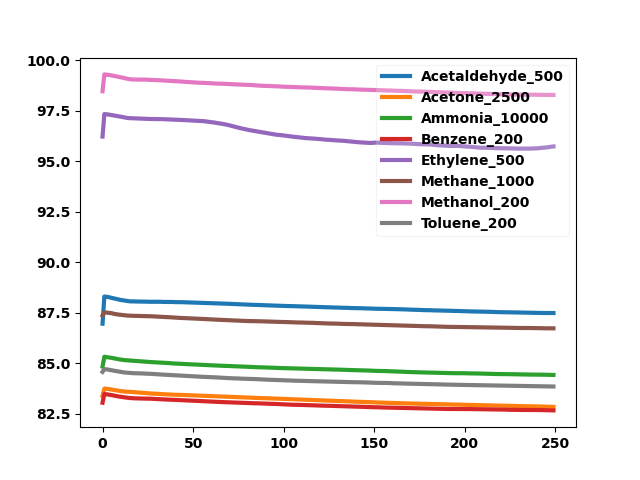 100.0
97.5
95.0
92.5
90.0
87.5
85.0
82.5
0 50 100 150 200 250
Acetaldehyde_500
Acetone_2500
Ammonia_10000
Benzene_200
Ethylene_500
Methane_1000
Methanol_200
Toluene_200